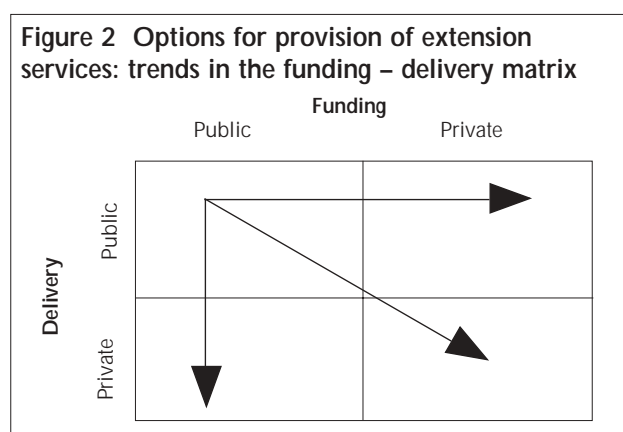 Figure 2 Options for provision of extension
services: trends in the funding – delivery matrix
Funding
Public Private
Delivery
Public
Private